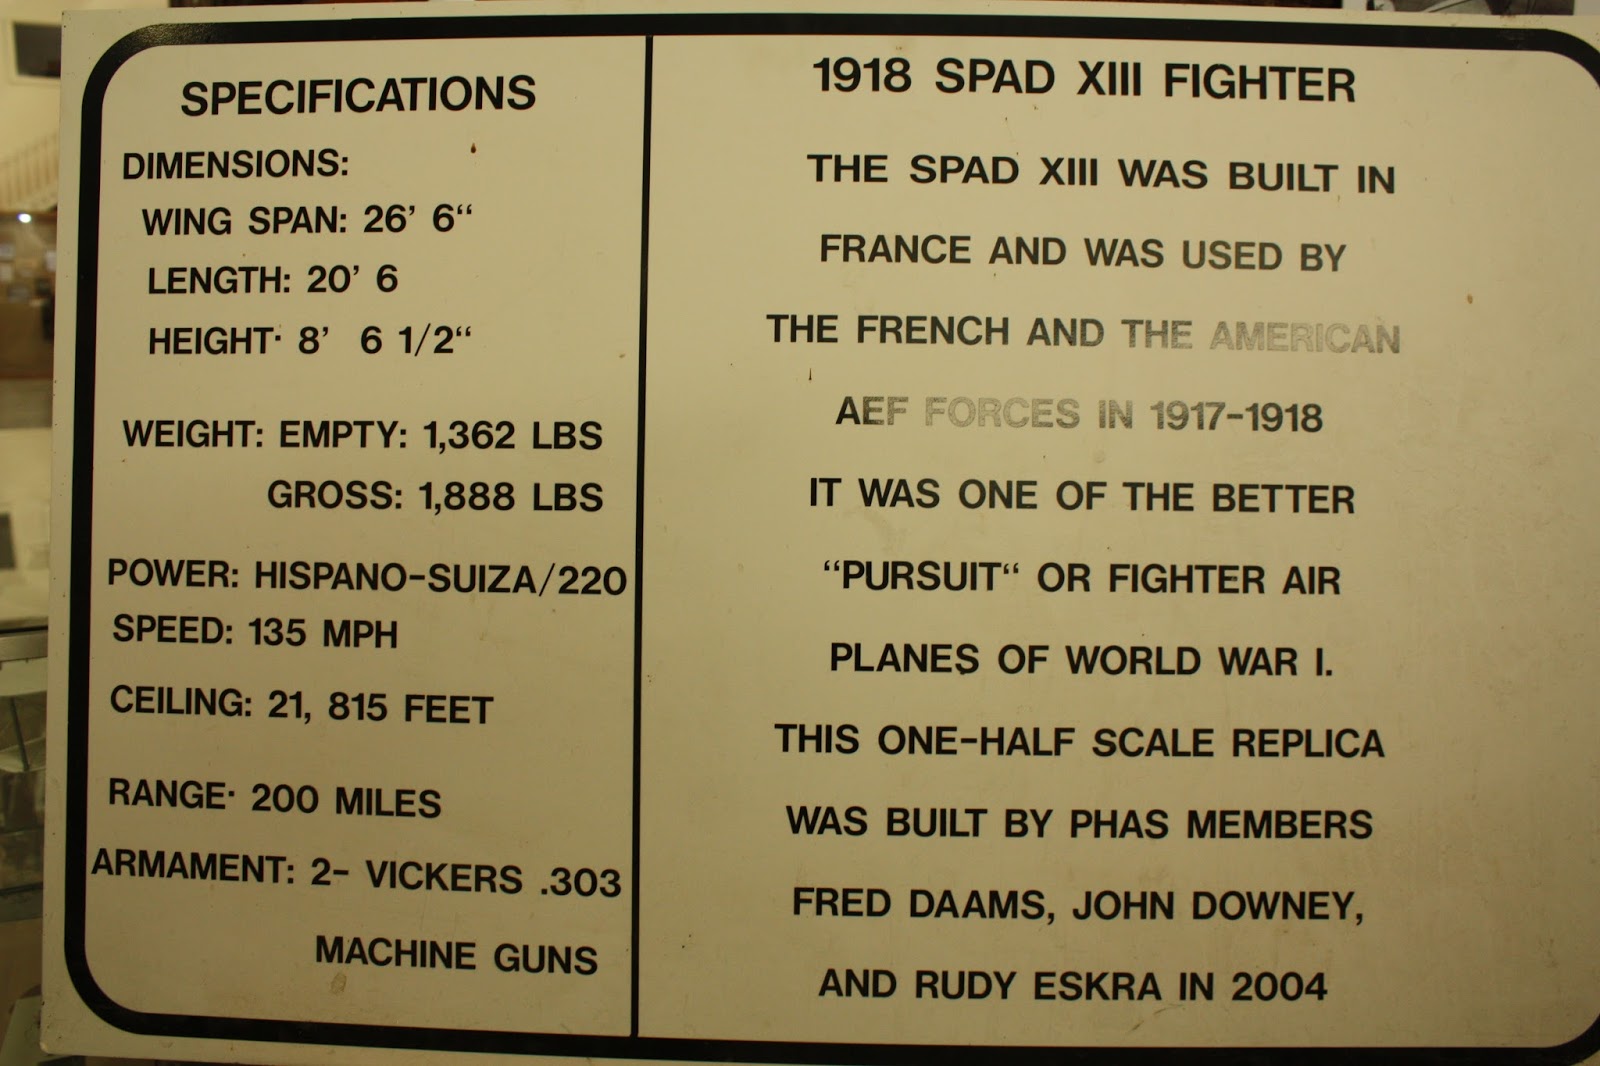 SPECIFICATIONS
DIMENSIONS:
WING SPAN: 26' 6“
LENGTH: 20' 6
HEIGHT· 8' 6 1/2“
WEIGHT: EMPTY: 1,362 LBS
GROSS: 1,888 LBS
POWER: HISPANO-SUIZA/220
SPEED: 135 MPH
CEILING: 21, 815 FEET
RANGE· 200 MILES
ARMAMENT: 2- VICKERS .303
MACHINE GUNS
1918 SPAD XIII FIGHTER
THE SPAD XIII WAS BUILT IN
FRANCE AND WAS USED BY
THE FRENCH AND THE AMERICAN
AEF FORCES IN 1917-1918
IT WAS ONE OF THE BETTER
“PURSUIT“ OR FIGHTER AIR
PLANES OF WORLD WAR I.
THIS ONE-HALF SCALE REPLICA
WAS BUILT BY PHAS MEMBERS
FRED DAAMS, JOHN DOWNEY,
AND RUDY ESKRA IN 2004